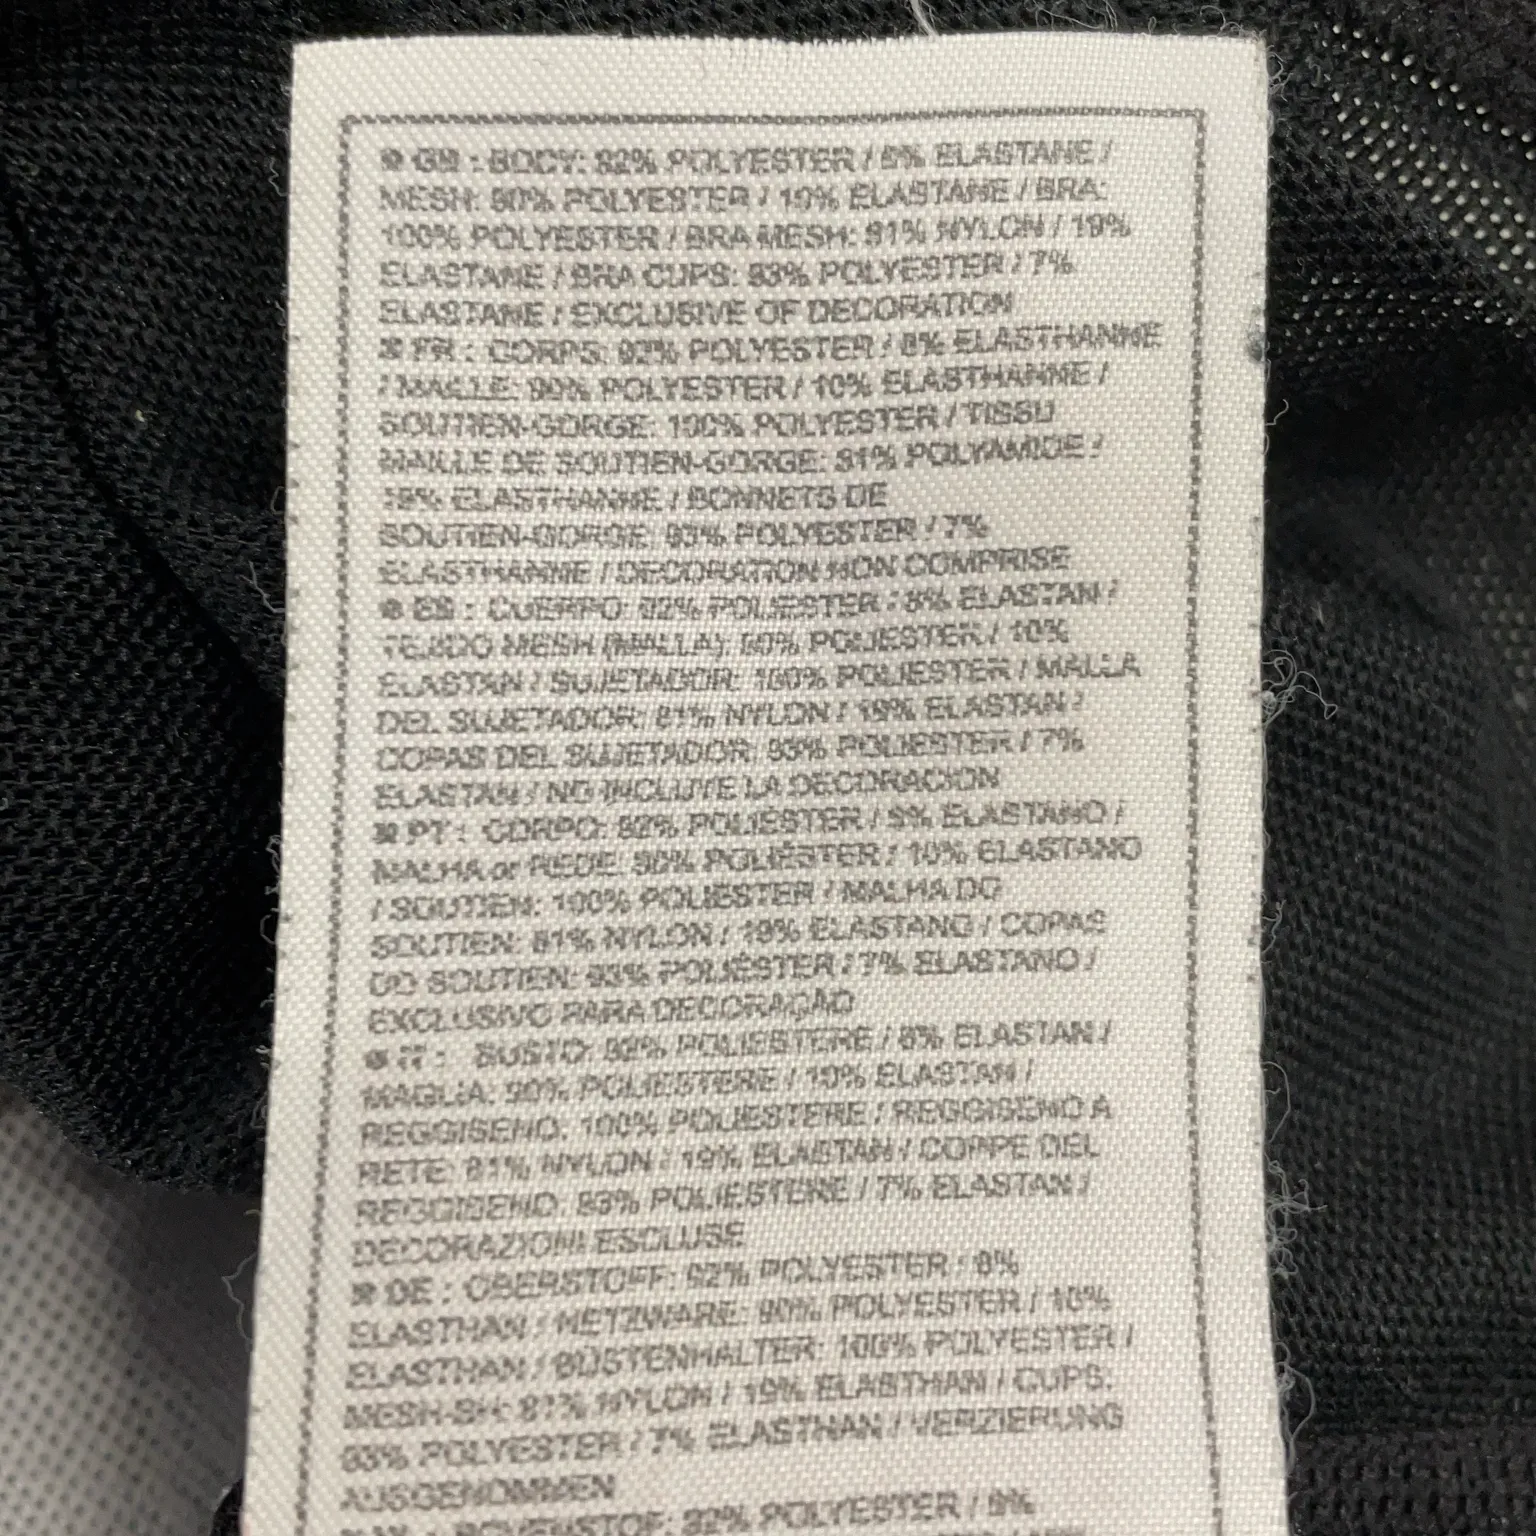 GB : BODY: 92% POLYESTER / 8% ELASTANE /
MESH: 90% POLYESTER / 10% ELASTANE / BRA:
100% POLYESTER / BRA MESH: 81% NYLON / 19%
ELASTANE / BRA CUPS: 93% POLYESTER / 7%
ELASTANE / EXCLUSIVE OF DECORATION
FR : CORPS: 92% POLYESTER / 8% ELASTHANNE
/ MAILLE: 90% POLYESTER / 10% ELASTHANNE /
SOUTIEN-GORGE: 100% POLYESTER / TISSU
MAILLE DE SOUTIEN-GORGE: 81% POLYAMIDE /
19% ELASTHANNE / BONNETS DE
SOUTIEN-GORGE: 93% POLYESTER / 7%
ELASTHANNE / DECORATION NON COMPRISE
ES : CUERPO: 92% POLIESTER / 8% ELASTAN /
TEJIDO MESH (MALLA): 90% POLIESTER / 10%
ELASTAN / SUJETADOR: 100% POLIESTER / MALLA
DEL SUJETADOR: 81% NYLON / 19% ELASTAN /
COPAS DEL SUJETADOR: 93% POLIESTER / 7%
ELASTAN / NO INCLUYE LA DECORACION
PT : CORPO: 92% POLIÉSTER / 8% ELASTANO /
MALHA or REDE: 90% POLIÉSTER / 10% ELASTANO
/ SOUTIEN: 100% POLIÉSTER / MALHA DO
SOUTIEN: 81% NYLON / 19% ELASTANO / COPAS
DO SOUTIEN: 93% POLIÉSTER / 7% ELASTANO /
EXCLUSIVO PARA DECORAÇÃO
IT : BUSTO: 92% POLIESTERE / 8% ELASTAN /
MAGLIA: 90% POLIESTERE / 10% ELASTAN /
REGGISENO: 100% POLIESTERE / REGGISENO A
RETE: 81% NYLON / 19% ELASTAN / COPPE DEL
REGGISENO: 93% POLIESTERE / 7% ELASTAN /
DECORAZIONI ESCLUSE
DE : OBERSTOFF: 92% POLYESTER / 8%
ELASTHAN / NETZWARE: 90% POLYESTER / 10%
ELASTHAN / BÜSTENHALTER: 100% POLYESTER /
MESH-BH: 81% NYLON / 19% ELASTHAN / CUPS:
93% POLYESTER / 7% ELASTHAN / VERZIERUNG
AUSGENOMMEN
BOVENSTOF: 92% POLYESTER / 8%